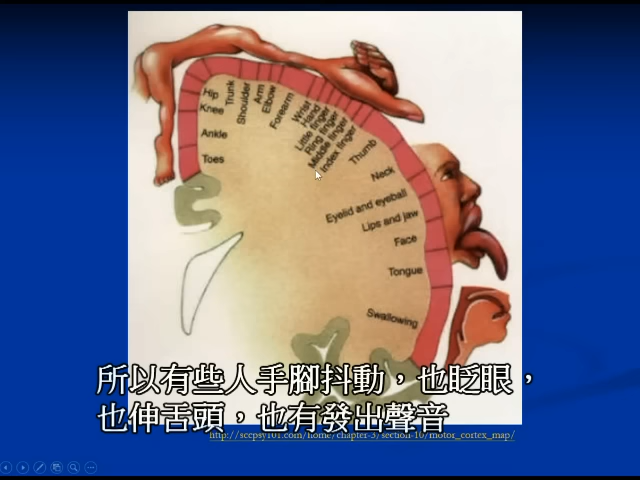 Hip
Trunk
Shoulder
Arm
Elbow
Forearm
Wrist
Hand
Little finger
Ring finger
Middle finger
Index finger
Thumb
Neck
Knee
Ankle
Toes
Eyelid and eyeball
Lips and jaw
Face
Tongue
Swallowing
所以有些人手腳抖動，也眨眼，
也伸舌頭，也有發出聲音
http://sccpsy101.com/home/chapter-3/section-10/motor_cortex_map/